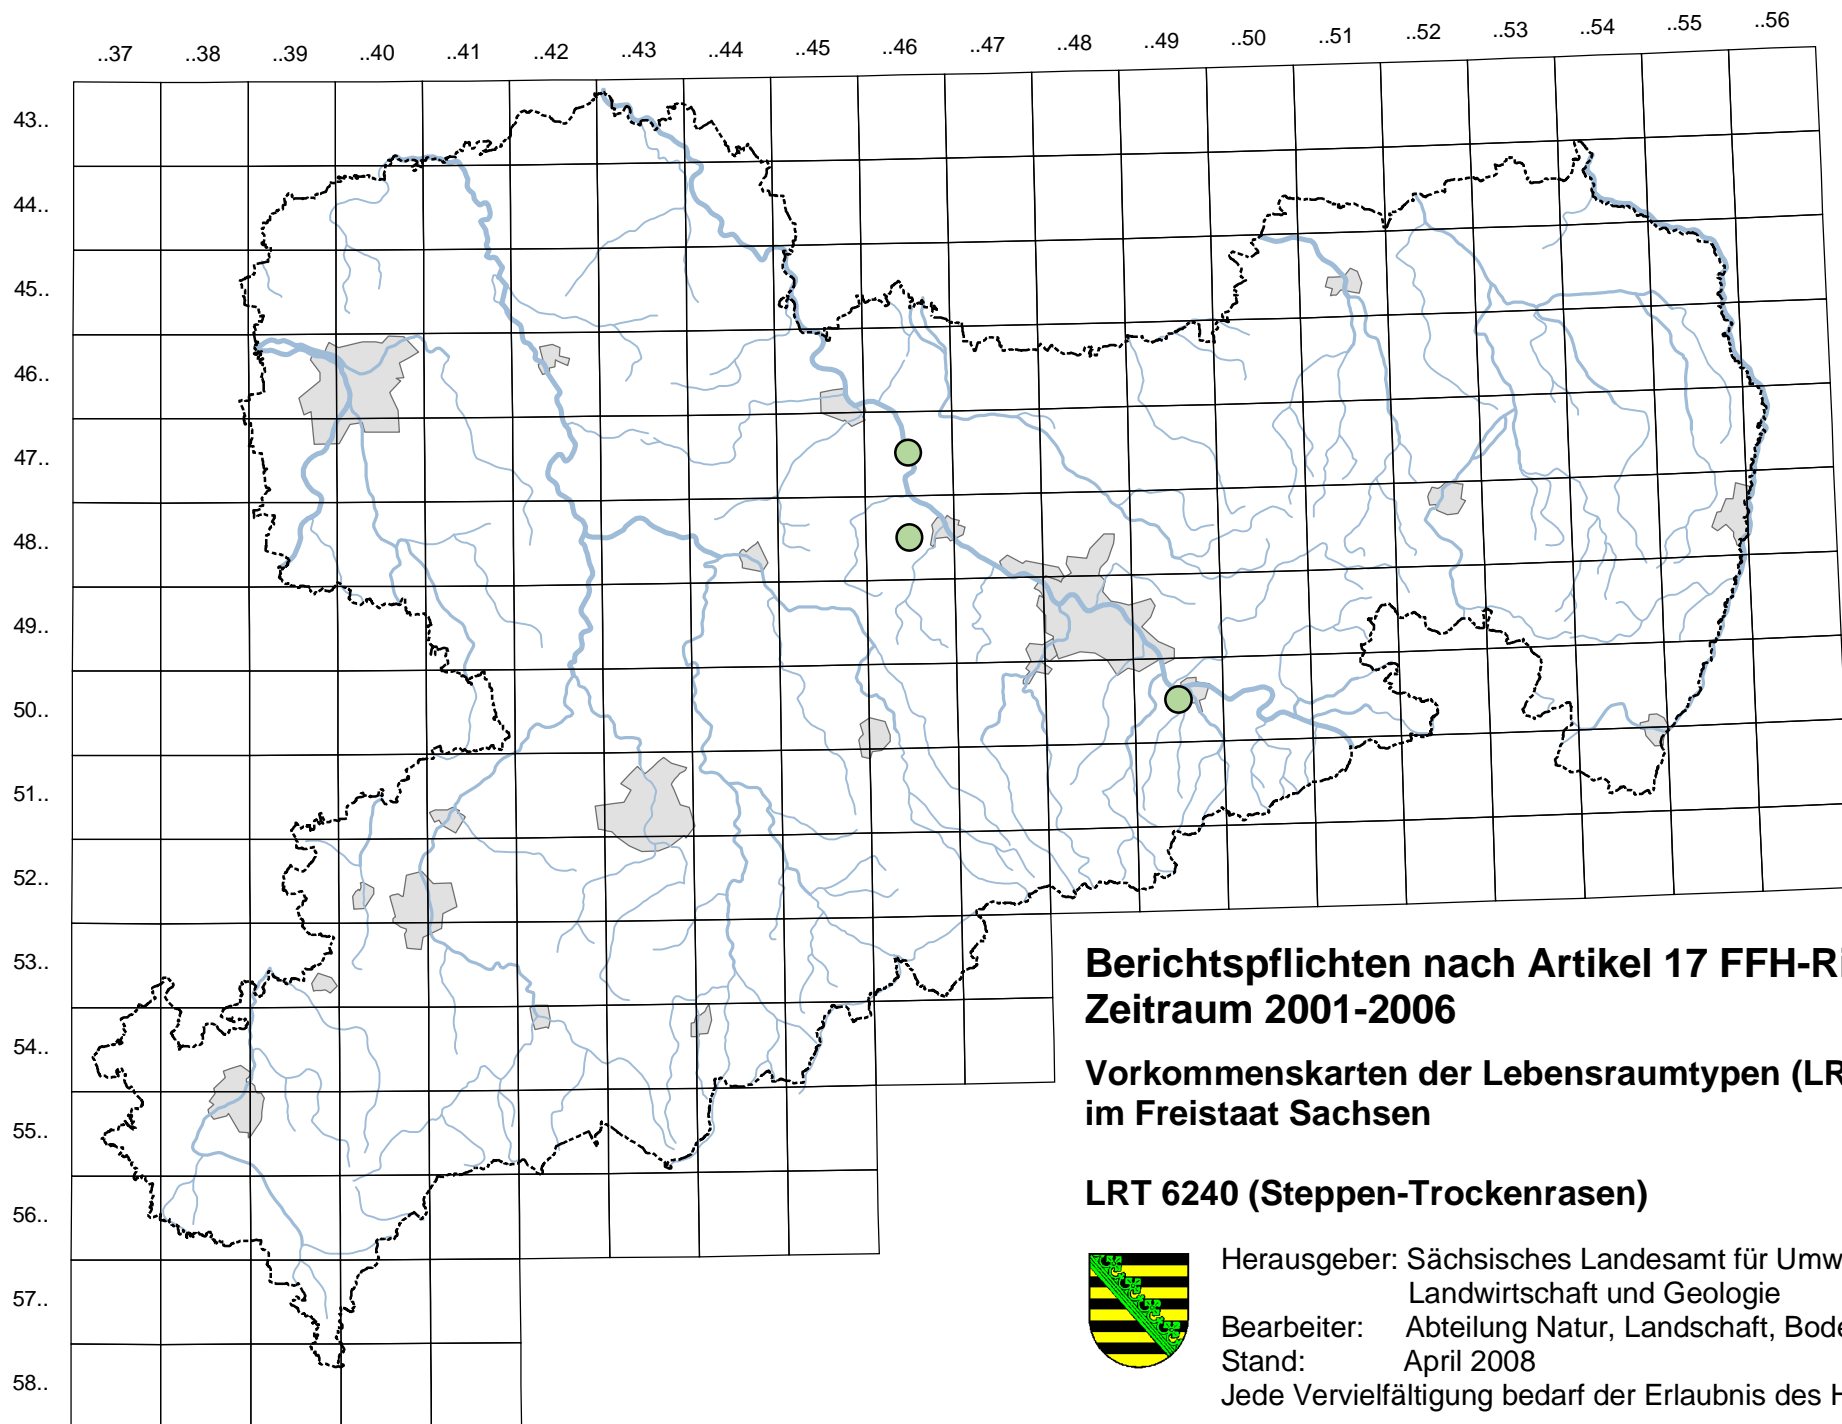 ..37 ..38 ..39 ..40 ..41 ..42 ..43 ..44 ..45 ..46 ..47 ..48 ..49 ..50 ..51 ..52 ..53 ..54 ..55 ..56
43..
44..
45..
46..
47..
48..
49..
50..
51..
52..
53..
54..
55..
56..
57..
58..
Berichtspflichten nach Artikel 17 FFH-Ri
Zeitraum 2001-2006
Vorkommenskarten der Lebensraumtypen (LR
im Freistaat Sachsen
LRT 6240 (Steppen-Trockenrasen)
Herausgeber: Sächsisches Landesamt für Umw
Landwirtschaft und Geologie
Bearbeiter: Abteilung Natur, Landschaft, Bode
Stand: April 2008
Jede Vervielfältigung bedarf der Erlaubnis des H